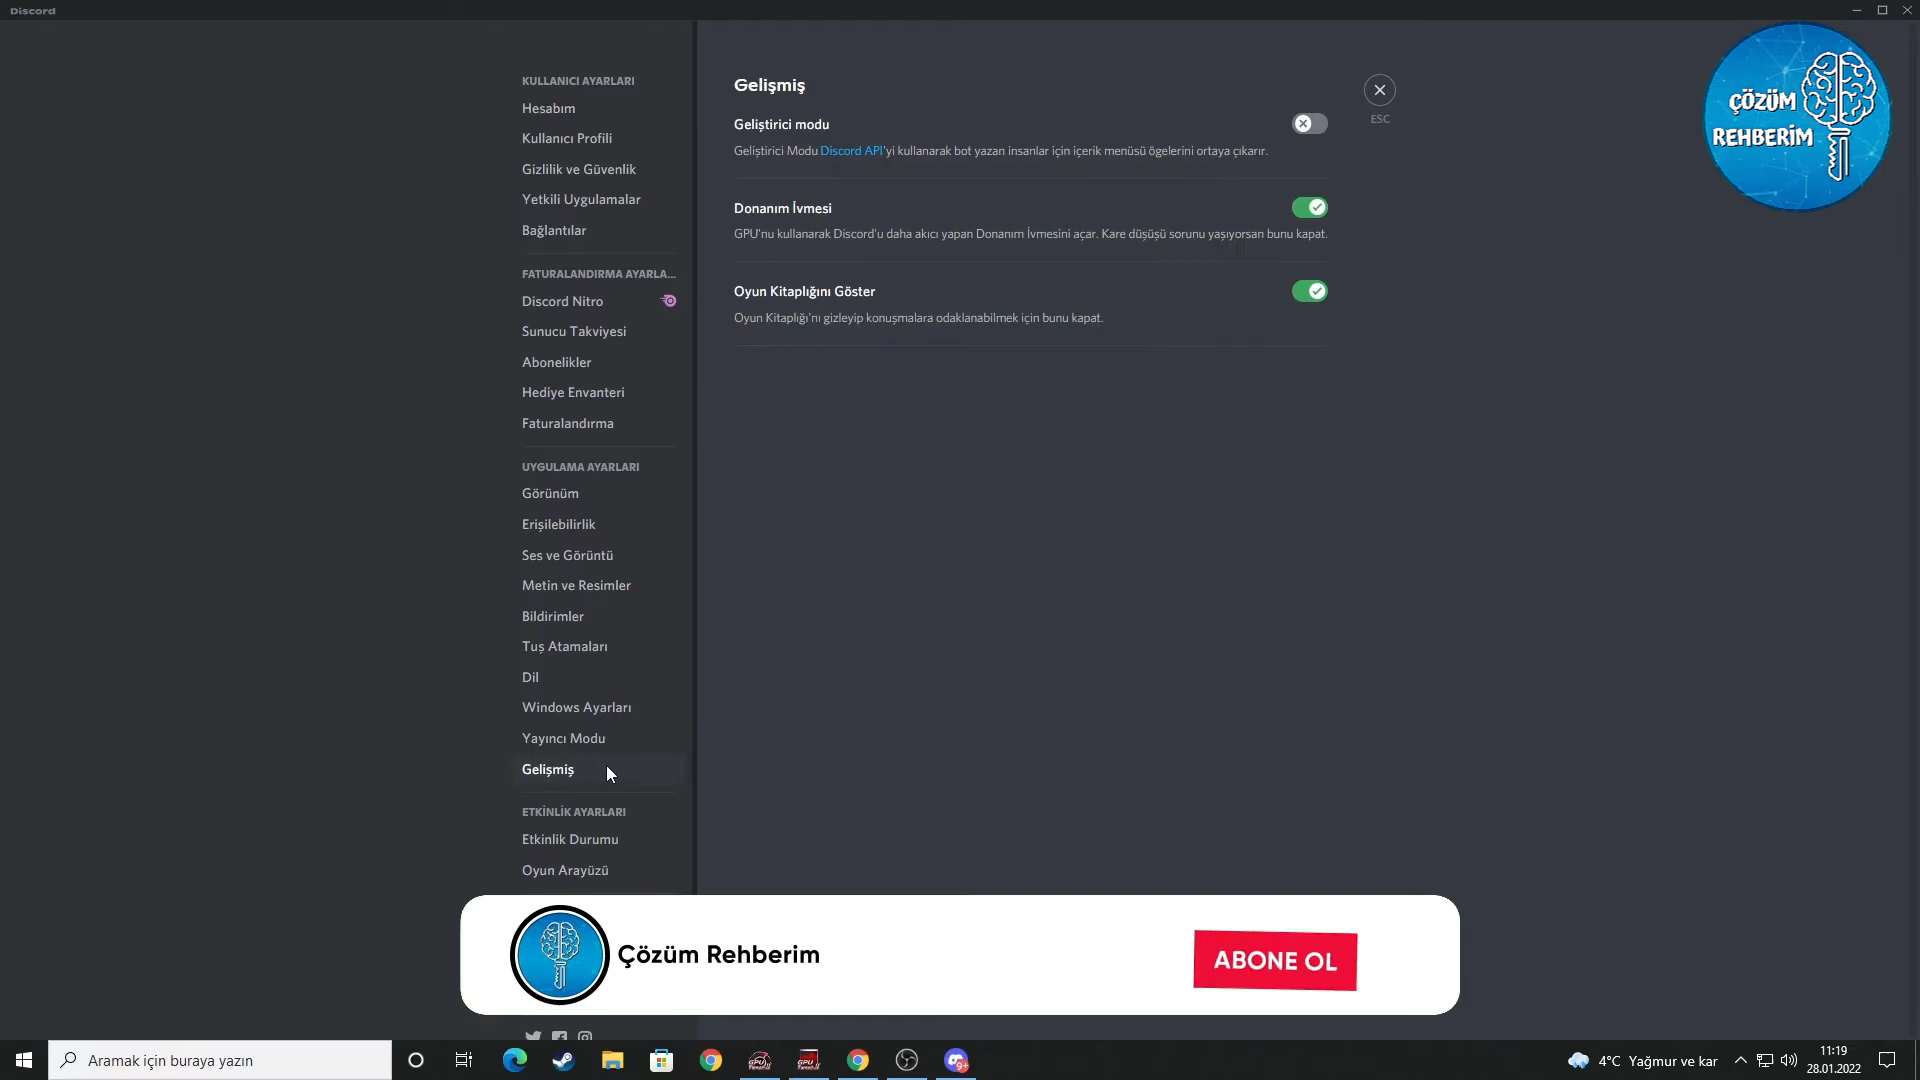 Discord
KULLANICI AYARLARI
Hesabım
Kullanıcı Profili
Gizlilik ve Güvenlik
Yetkili Uygulamalar
Bağlantılar
FATURALANDIRMA AYARLA...
Discord Nitro
Sunucu Takviyesi
Abonelikler
Hediye Envanteri
Faturalandırma
UYGULAMA AYARLARI
Görünüm
Erişilebilirlik
Ses ve Görüntü
Metin ve Resimler
Bildirimler
Tuş Atamaları
Dil
Windows Ayarları
Yayıncı Modu
Gelişmiş
ETKİNLİK AYARLARI
Etkinlik Durumu
Oyun Arayüzü
Gelişmiş
Geliştirici modu
Geliştirici Modu Discord API'yi kullanarak bot yazan insanlar için içerik menüsü ögelerini ortaya çıkarır.
Donanım İvmesi
GPU'nu kullanarak Discord'u daha akıcı yapan Donanım İvmesini açar. Kare düşüşü sorunu yaşıyorsan bunu kapat.
Oyun Kitaplığını Göster
Oyun Kitaplığı'nı gizleyip konuşmalara odaklanabilmek için bunu kapat.
ESC
ÇÖZÜM
REHBERİM
Çözüm Rehberim
ABONE OL
Aramak için buraya yazın
GPU
GPU
9+
4°C Yağmur ve kar
11:19
28.01.2022